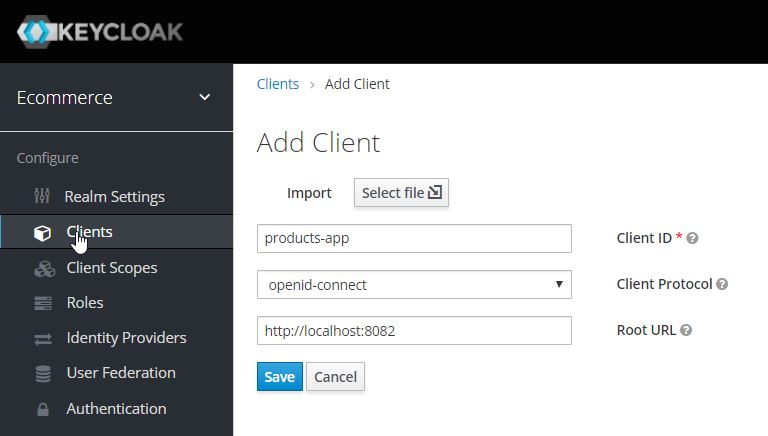 KEYCLOAK
Ecommerce
Configure
Realm Settings
Clients
Client Scopes
Roles
Identity Providers
User Federation
Authentication
Clients > Add Client
Add Client
Import Select file
products-app Client ID * ?
openid-connect Client Protocol ?
http://localhost:8082 Root URL ?
Save Cancel